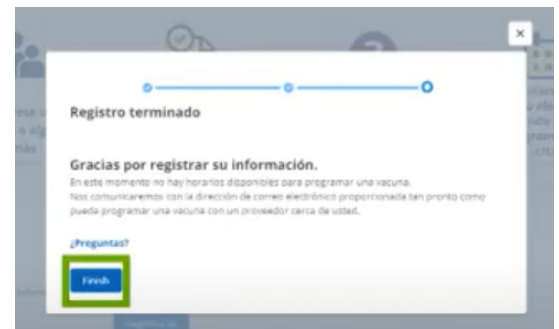 Registro terminado
Gracias por registrar su información.
En este momento no hay horarios disponibles para programar una vacuna.
Nos comunicaremos con la dirección de correo electrónico proporcionada tan pronto como
pueda programar una vacuna con un proveedor cerca de usted.
¿Preguntas?
Finish